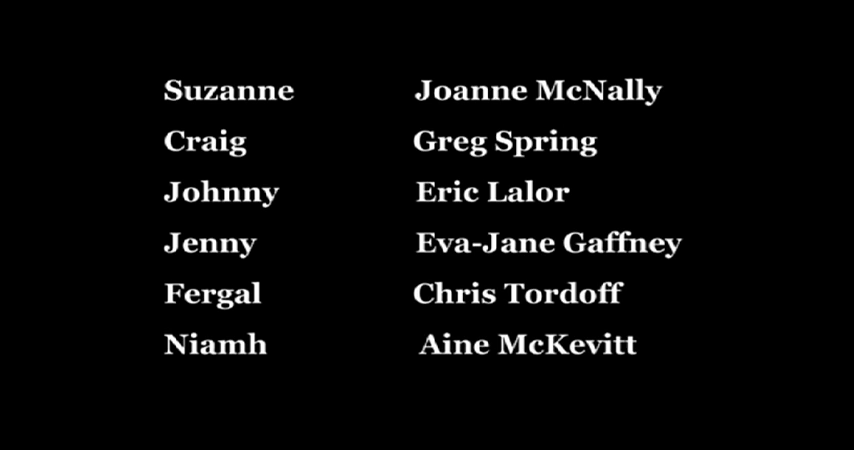 Suzanne Joanne McNally
Craig Greg Spring
Johnny Eric Lalor
Jenny Eva-Jane Gaffney
Fergal Chris Tordoff
Niamh Aine McKevitt